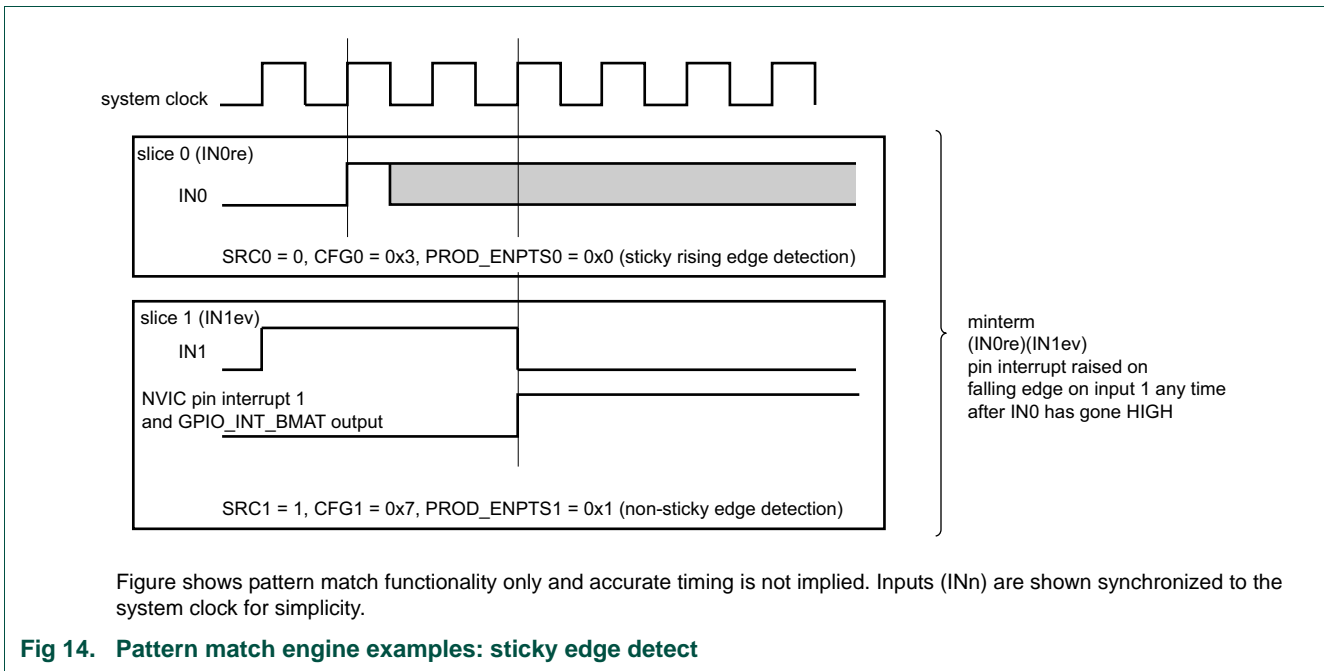 system clock
slice 0 (IN0re)
IN0
SRC0 = 0, CFG0 = 0x3, PROD_ENPTS0 = 0x0 (sticky rising edge detection)
slice 1 (IN1ev)
IN1
NVIC pin interrupt 1
and GPIO_INT_BMAT output
SRC1 = 1, CFG1 = 0x7, PROD_ENPTS1 = 0x1 (non-sticky edge detection)
minterm
(IN0re)(IN1ev)
pin interrupt raised on
falling edge on input 1 any time
after IN0 has gone HIGH
Figure shows pattern match functionality only and accurate timing is not implied. Inputs (INn) are shown synchronized to the
system clock for simplicity.
Fig 14. Pattern match engine examples: sticky edge detect